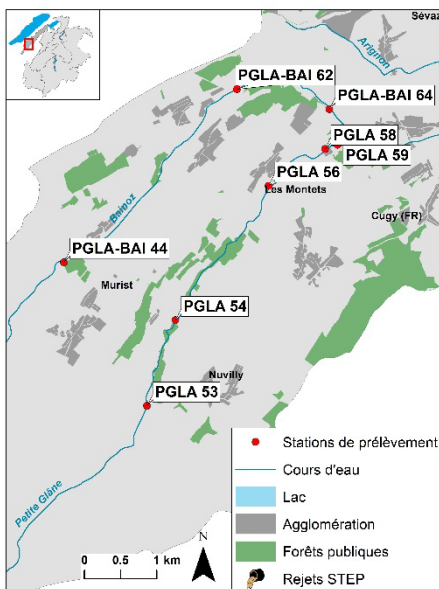 Sévaz
Arignon
PGLA-BAI 62
PGLA-BAI 64
PGLA 58
PGLA 59
PGLA 56
Les Montets
Bainoz
Cugy (FR)
PGLA-BAI 44
Murist
PGLA 54
Nuvilly
PGLA 53
Petite Glâne
N
0 0.5 1 km
Stations de prélèvement
Cours d'eau
Lac
Agglomération
Forêts publiques
Rejets STEP